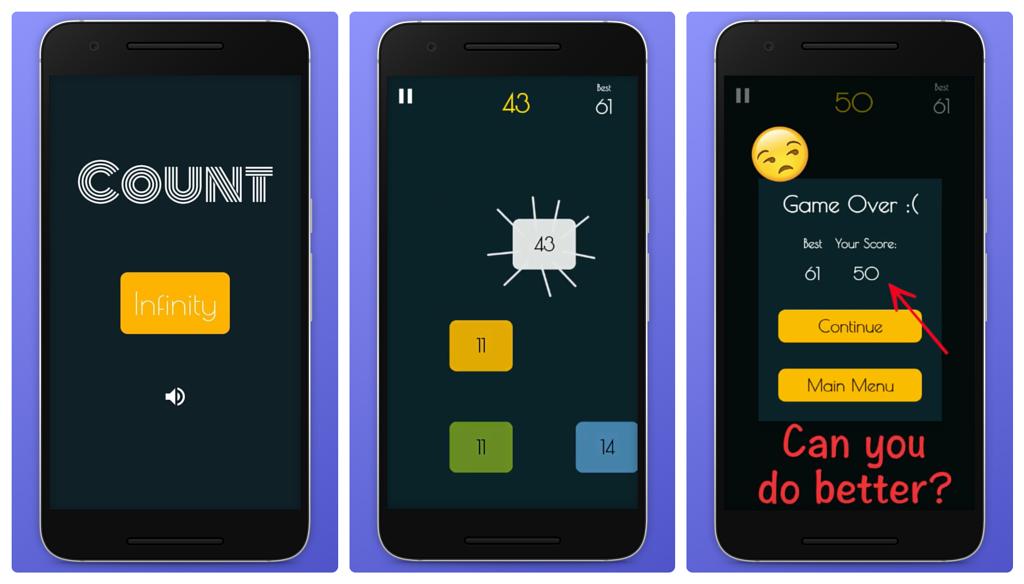 Count
Infinity
43
Best
61
43
11
11
14
50
Best
61
Game Over :(
Best Your Score:
61 50
Continue
Main Menu
Can you
do better?